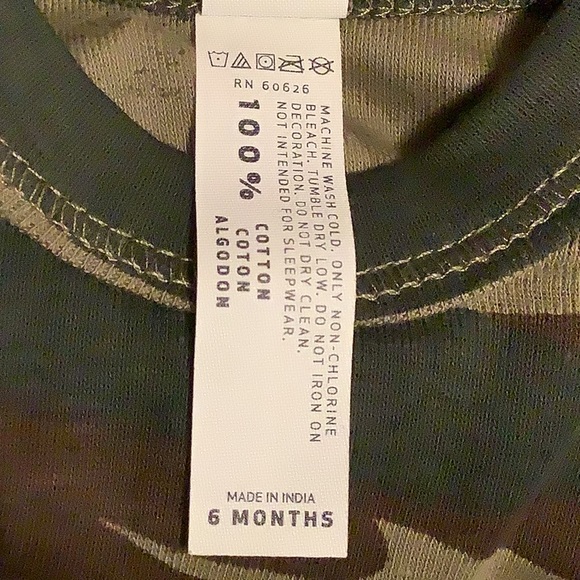 RN 60626
MACHINE WASH COLD. ONLY NON-CHLORINE
BLEACH. TUMBLE DRY LOW. DO NOT IRON ON
DECORATION. DO NOT DRY CLEAN.
NOT INTENDED FOR SLEEPWEAR.
100% COTTON
COTON
ALGODON
MADE IN INDIA
6 MONTHS